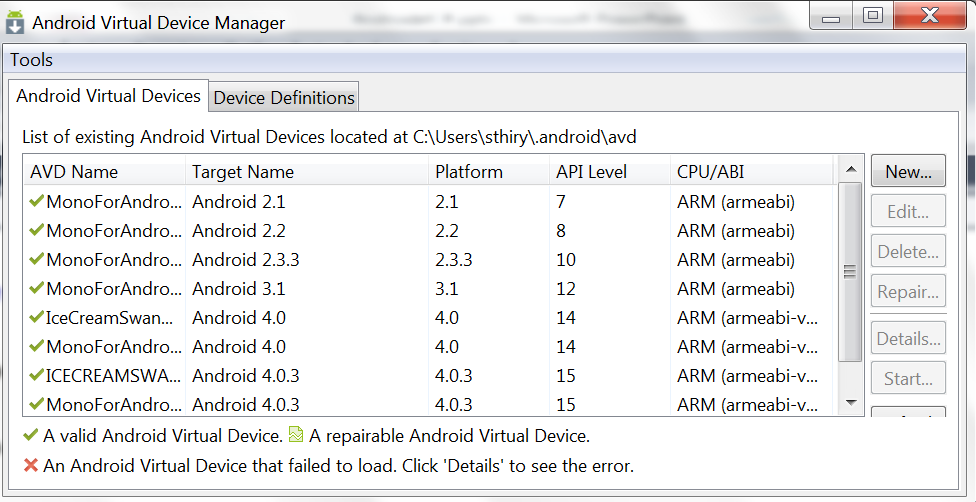 Android Virtual Device Manager
Tools
Android Virtual Devices Device Definitions
List of existing Android Virtual Devices located at C:\Users\sthiry\.android\avd
AVD Name Target Name Platform API Level CPU/ABI
MonoForAndro... Android 2.1 2.1 7 ARM (armeabi)
MonoForAndro... Android 2.2 2.2 8 ARM (armeabi)
MonoForAndro... Android 2.3.3 2.3.3 10 ARM (armeabi)
MonoForAndro... Android 3.1 3.1 12 ARM (armeabi)
IceCreamSwan... Android 4.0 4.0 14 ARM (armeabi-v...
MonoForAndro... Android 4.0 4.0 14 ARM (armeabi-v...
ICECREAMSWA... Android 4.0.3 4.0.3 15 ARM (armeabi-v...
MonoForAndro... Android 4.0.3 4.0.3 15 ARM (armeabi-v...
New...
Edit...
Delete...
Repair...
Details...
Start...
A valid Android Virtual Device. A repairable Android Virtual Device.
An Android Virtual Device that failed to load. Click 'Details' to see the error.